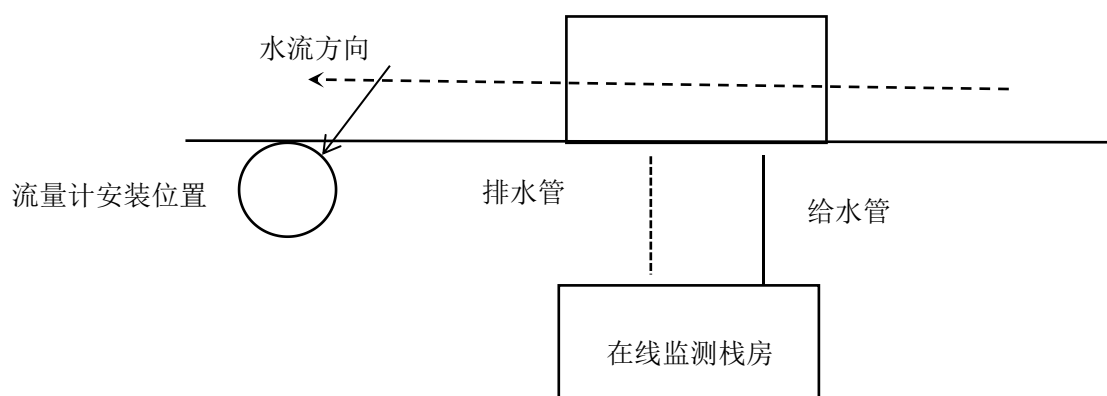 水流方向
流量计安装位置
排水管
给水管
在线监测栈房